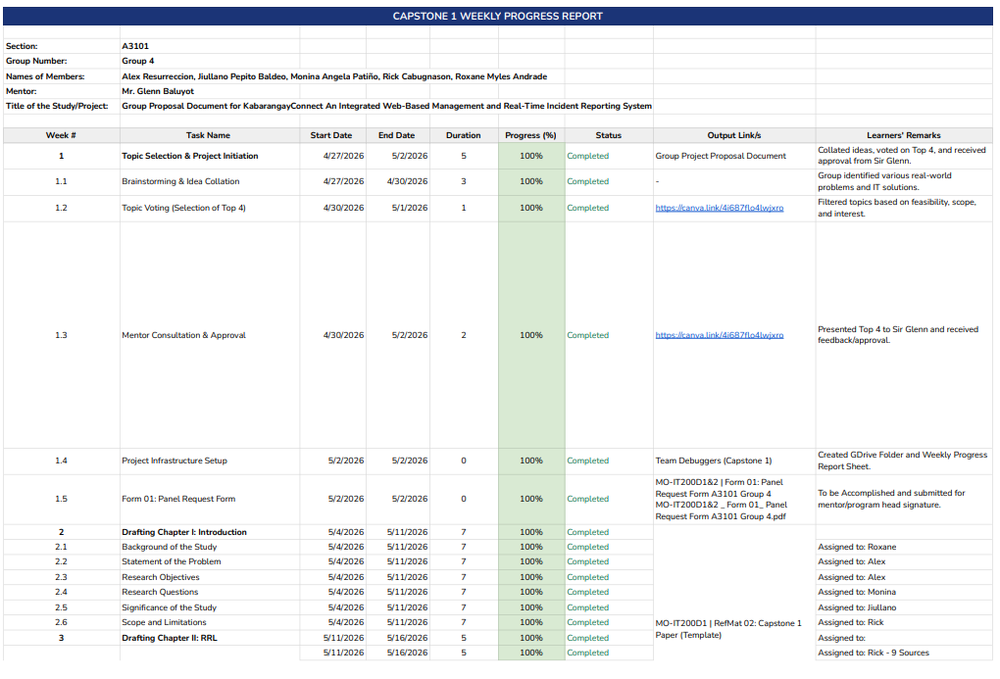 CAPSTONE 1 WEEKLY PROGRESS REPORT
Section: A3101
Group Number: Group 4
Names of Members: Alex Resurreccion, Jiullano Pepito Baldeo, Monina Angela Patiño, Rick Cabugnason, Roxane Myles Andrade
Mentor: Mr. Glenn Baluyot
Title of the Study/Project: Group Proposal Document for KabarangayConnect An Integrated Web-Based Management and Real-Time Incident Reporting System
Week # Task Name Start Date End Date Duration Progress (%) Status Output Link/s Learners' Remarks
1 Topic Selection & Project Initiation 4/27/2026 5/2/2026 5 100% Completed Group Project Proposal Document Collated ideas, voted on Top 4, and received
approval from Sir Glenn.
1.1 Brainstorming & Idea Collation 4/27/2026 4/30/2026 3 100% Completed - Group identified various real-world
problems and IT solutions.
1.2 Topic Voting (Selection of Top 4) 4/30/2026 5/1/2026 1 100% Completed https://canva.link/4i687flo4lwjxro Filtered topics based on feasibility, scope,
and interest.
1.3 Mentor Consultation & Approval 4/30/2026 5/2/2026 2 100% Completed https://canva.link/4i687flo4lwjxro Presented Top 4 to Sir Glenn and received
feedback/approval.
1.4 Project Infrastructure Setup 5/2/2026 5/2/2026 0 100% Completed Team Debuggers (Capstone 1) Created GDrive Folder and Weekly Progress
Report Sheet.
1.5 Form 01: Panel Request Form 5/2/2026 5/2/2026 0 100% Completed MO-IT200D1&2 | Form 01: Panel
Request Form A3101 Group 4
MO-IT200D1&2 _ Form 01_ Panel
Request Form A3101 Group 4.pdf
To be Accomplished and submitted for
mentor/program head signature.
2 Drafting Chapter I: Introduction 5/4/2026 5/11/2026 7 100% Completed
2.1 Background of the Study 5/4/2026 5/11/2026 7 100% Completed Assigned to: Roxane
2.2 Statement of the Problem 5/4/2026 5/11/2026 7 100% Completed Assigned to: Alex
2.3 Research Objectives 5/4/2026 5/11/2026 7 100% Completed Assigned to: Alex
2.4 Research Questions 5/4/2026 5/11/2026 7 100% Completed Assigned to: Monina
2.5 Significance of the Study 5/4/2026 5/11/2026 7 100% Completed Assigned to: Jiullano
2.6 Scope and Limitations 5/4/2026 5/11/2026 7 100% Completed Assigned to: Rick
MO-IT200D1 | RefMat 02: Capstone 1
Paper (Template)
3 Drafting Chapter II: RRL 5/11/2026 5/16/2026 5 100% Completed Assigned to:
5/11/2026 5/16/2026 5 100% Completed Assigned to: Rick - 9 Sources